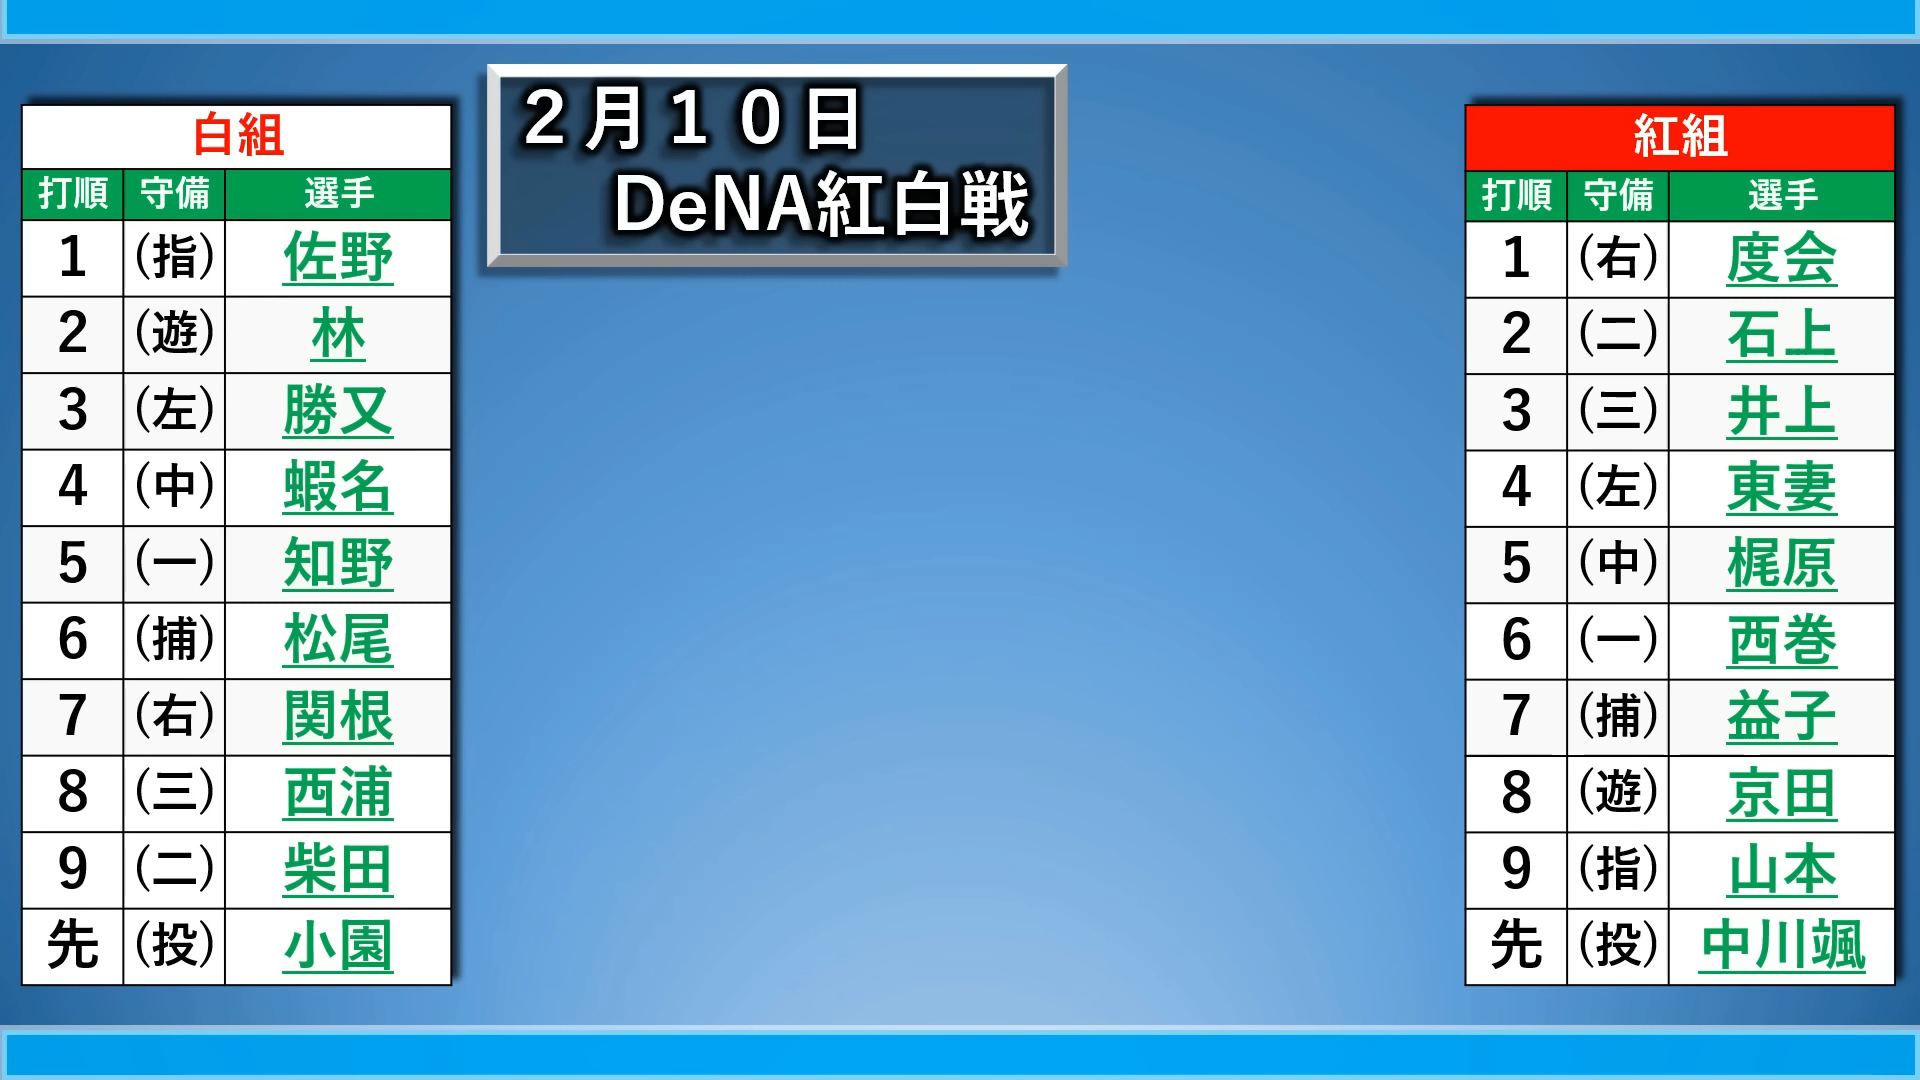 2月10日
DeNA紅白戦
白組
打順 守備 選手
1 (指) 佐野
2 (遊) 林
3 (左) 勝又
4 (中) 蝦名
5 (一) 知野
6 (捕) 松尾
7 (右) 関根
8 (三) 西浦
9 (二) 柴田
先 (投) 小園
紅組
打順 守備 選手
1 (右) 度会
2 (二) 石上
3 (三) 井上
4 (左) 東妻
5 (中) 梶原
6 (一) 西巻
7 (捕) 益子
8 (遊) 京田
9 (指) 山本
先 (投) 中川颯